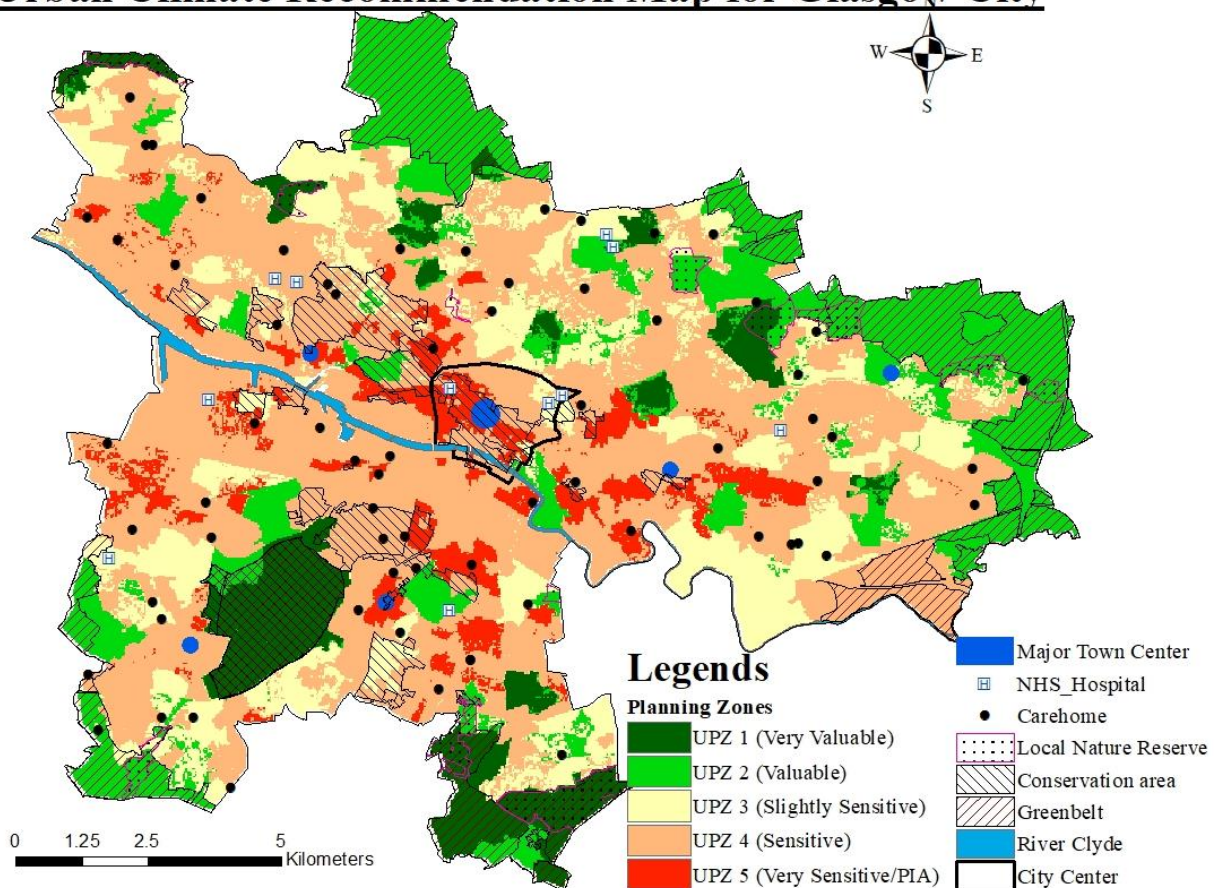 Urban Climate Recommendation Map for Glasgow City
N
W E
S
Legends
Planning Zones
UPZ 1 (Very Valuable)
UPZ 2 (Valuable)
UPZ 3 (Slightly Sensitive)
UPZ 4 (Sensitive)
UPZ 5 (Very Sensitive/PIA)
Major Town Center
H NHS_Hospital
Carehome
Local Nature Reserve
Conservation area
Greenbelt
River Clyde
City Center
0 1.25 2.5 5
Kilometers